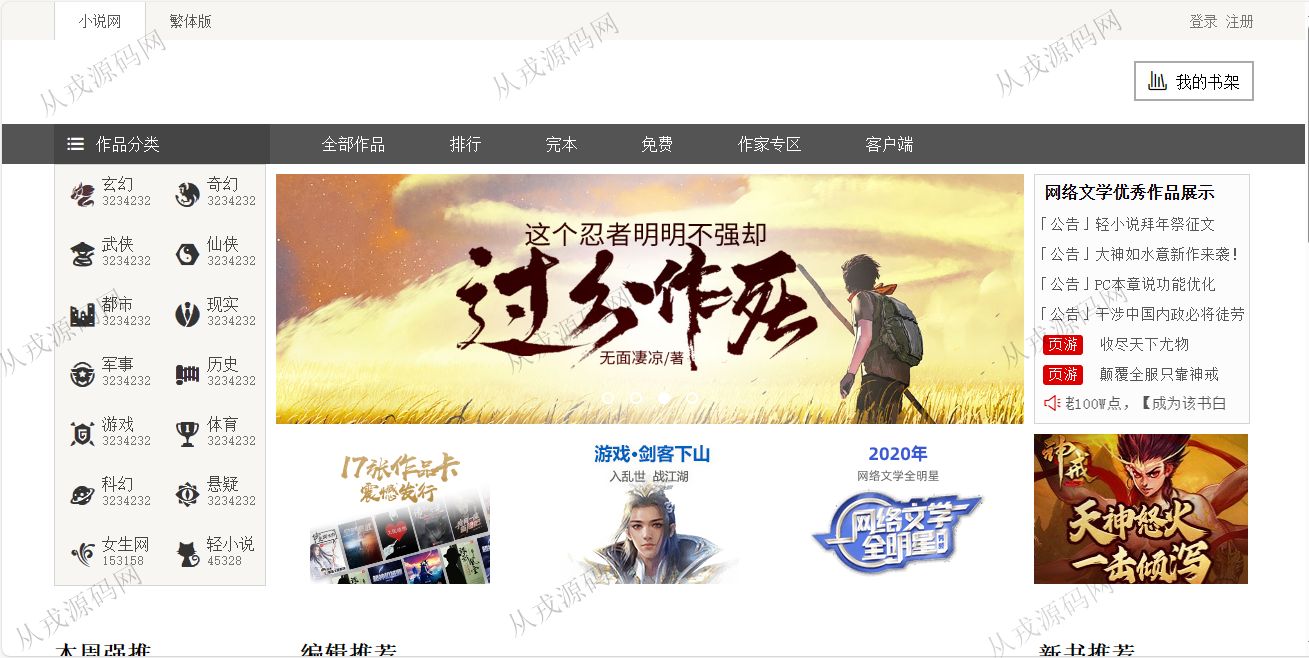 小说网 繁体版 登录 注册
我的书架
作品分类 全部作品 排行 完本 免费 作家专区 客户端
玄幻 3234232
奇幻 3234232
武侠 3234232
仙侠 3234232
都市 3234232
现实 3234232
军事 3234232
历史 3234232
游戏 3234232
体育 3234232
科幻 3234232
悬疑 3234232
女生网 153158
轻小说 45328
这个忍者明明不强却
过分作死
无面凄凉/著
网络文学优秀作品展示
「公告」轻小说拜年祭征文
「公告」大神如水意新作来袭！
「公告」PC本章说功能优化
「公告」干涉中国内政必将徒劳
页游 收尽天下尤物
页游 颠覆全服只靠神戒
100W点，【成为该书白
17张作品卡
震撼发行
游戏·剑客下山
入乱世 战江湖
2020年
网络文学全明星
网络文学
全明星
神戒
天神怒火
一击倾泻
本周强推 编辑推荐 新书推荐
从戎源码网
从戎源码网
从戎源码网
从戎源码网
从戎源码网
从戎源码网
从戎源码网
从戎源码网
从戎源码网